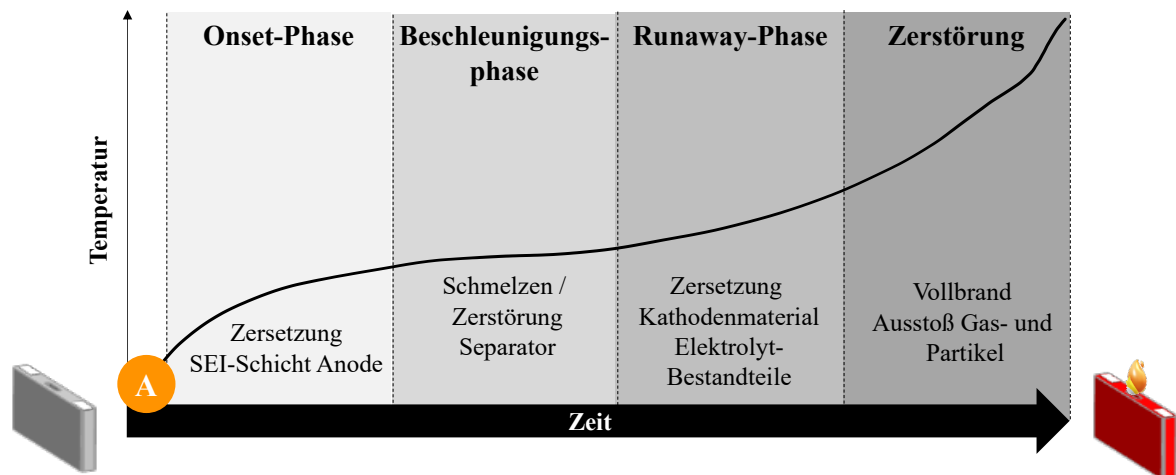 Onset-Phase
Beschleunigungs-
phase
Runaway-Phase
Zerstörung
Temperatur
Zersetzung
SEI-Schicht Anode
Schmelzen /
Zerstörung
Separator
Zersetzung
Kathodenmaterial
Elektrolyt-
Bestandteile
Vollbrand
Ausstoß Gas- und
Partikel
A
Zeit